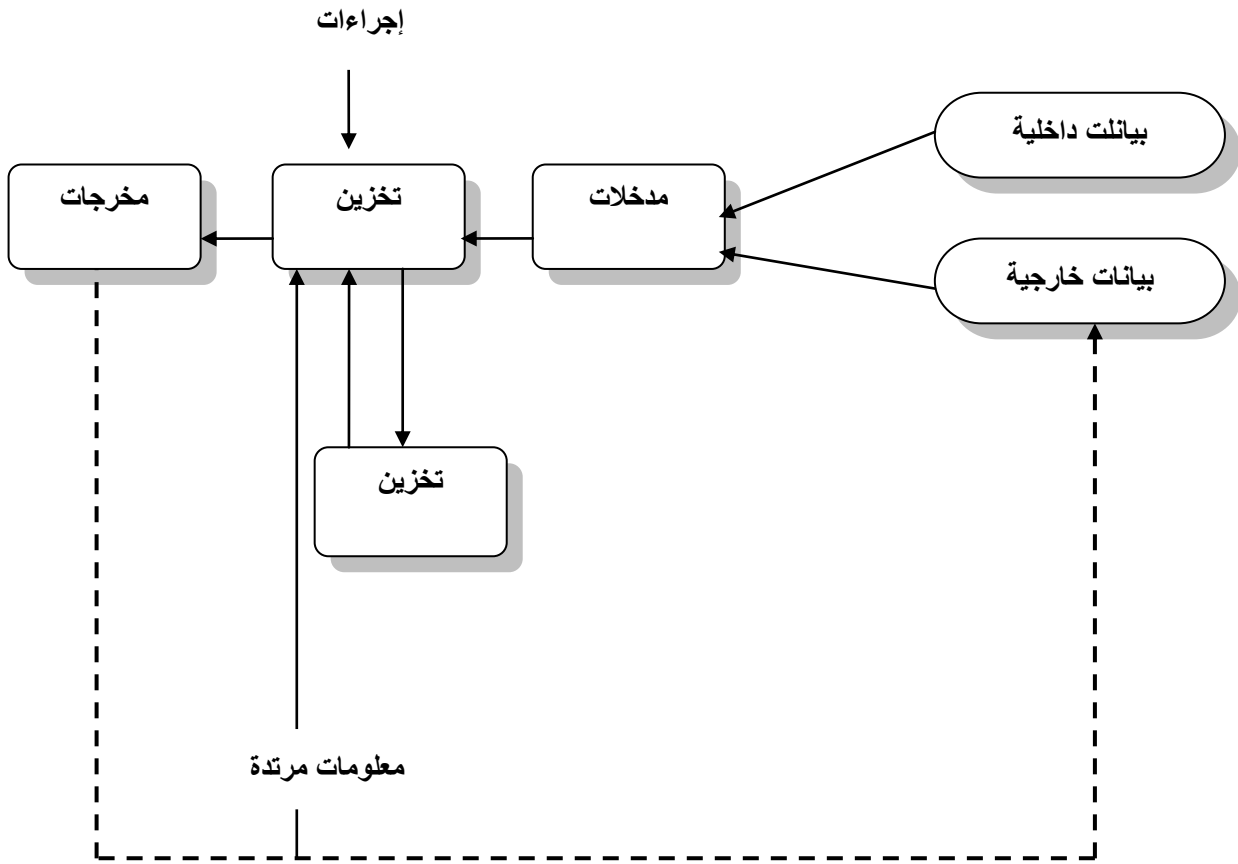 إجراءات
بيانلت داخلية
مدخلات
تخزين
مخرجات
بيانات خارجية
تخزين
معلومات مرتدة